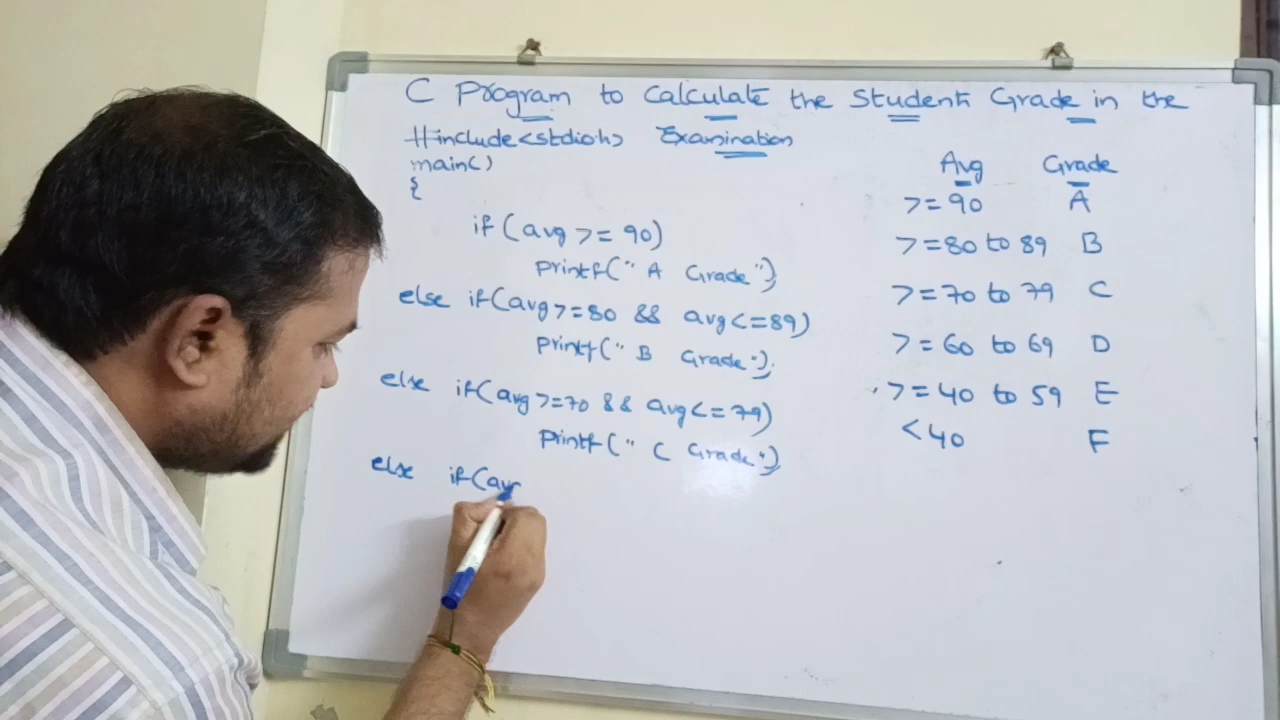 C Program to Calculate the Student Grade in the
#include<stdio.h> Examination
main()
{
if(avg >= 90)
printf(" A Grade");
else if(avg>=80 && avg<=89)
printf(" B Grade");
else if(avg>=70 && avg<=79)
printf(" C Grade");
else if(avg
Avg Grade
>=90 A
>=80 to 89 B
>=70 to 79 C
>=60 to 69 D
>=40 to 59 E
<40 F